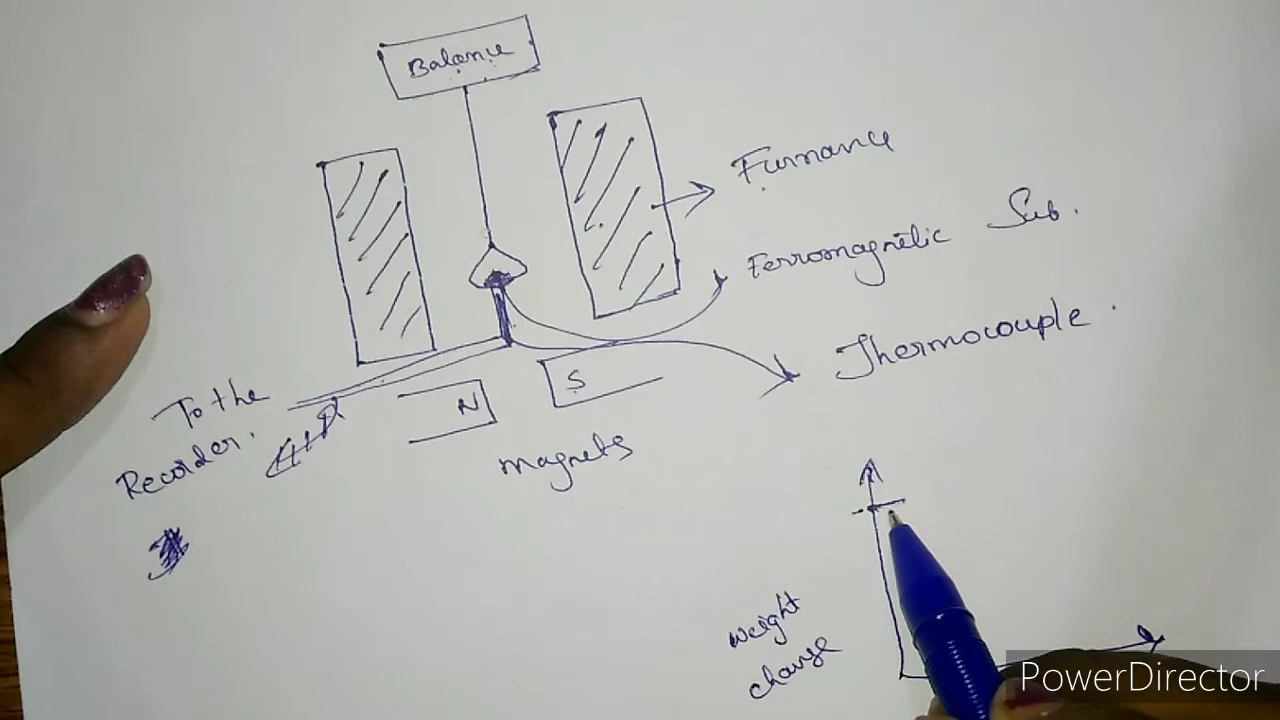 Balance
Furnance
Ferromagnetic Sub.
Thermocouple.
To the
Recorder.
N
S
Magnets
Weight
change
PowerDirector